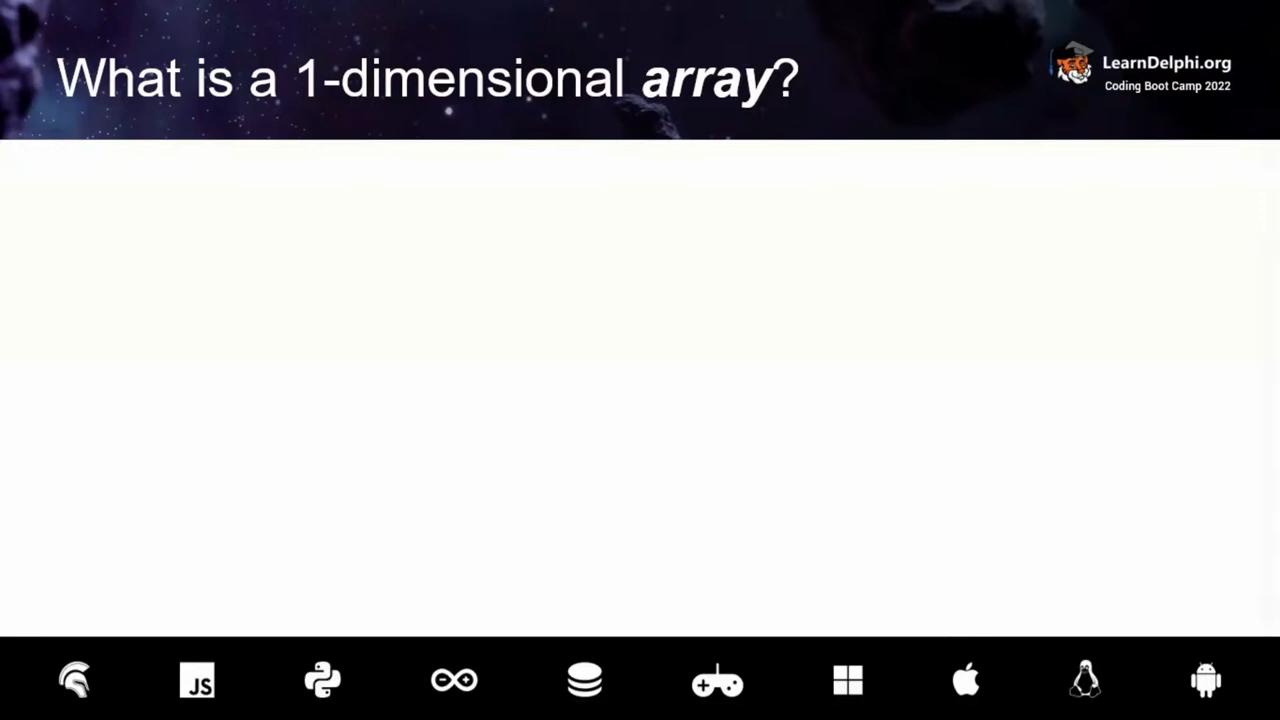 What is a 1-dimensional array?
LearnDelphi.org
Coding Boot Camp 2022
JS